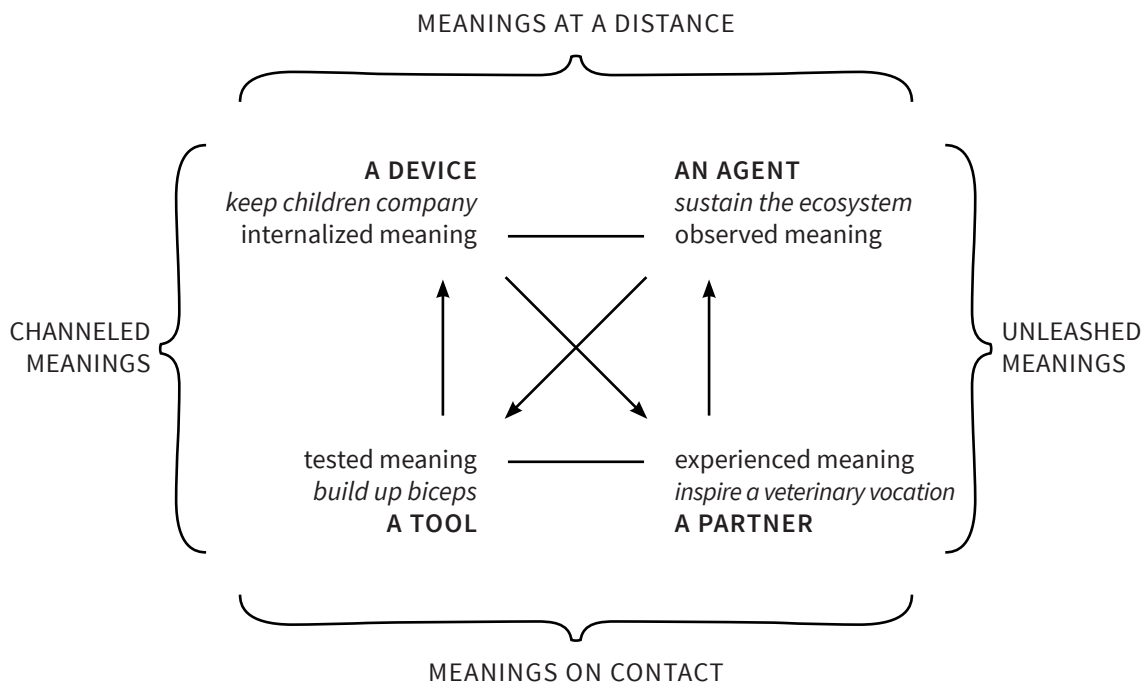 MEANINGS AT A DISTANCE
A DEVICE
keep children company
internalized meaning
AN AGENT
sustain the ecosystem
observed meaning
CHANNELED
MEANINGS
UNLEASHED
MEANINGS
tested meaning
build up biceps
A TOOL
experienced meaning
inspire a veterinary vocation
A PARTNER
MEANINGS ON CONTACT